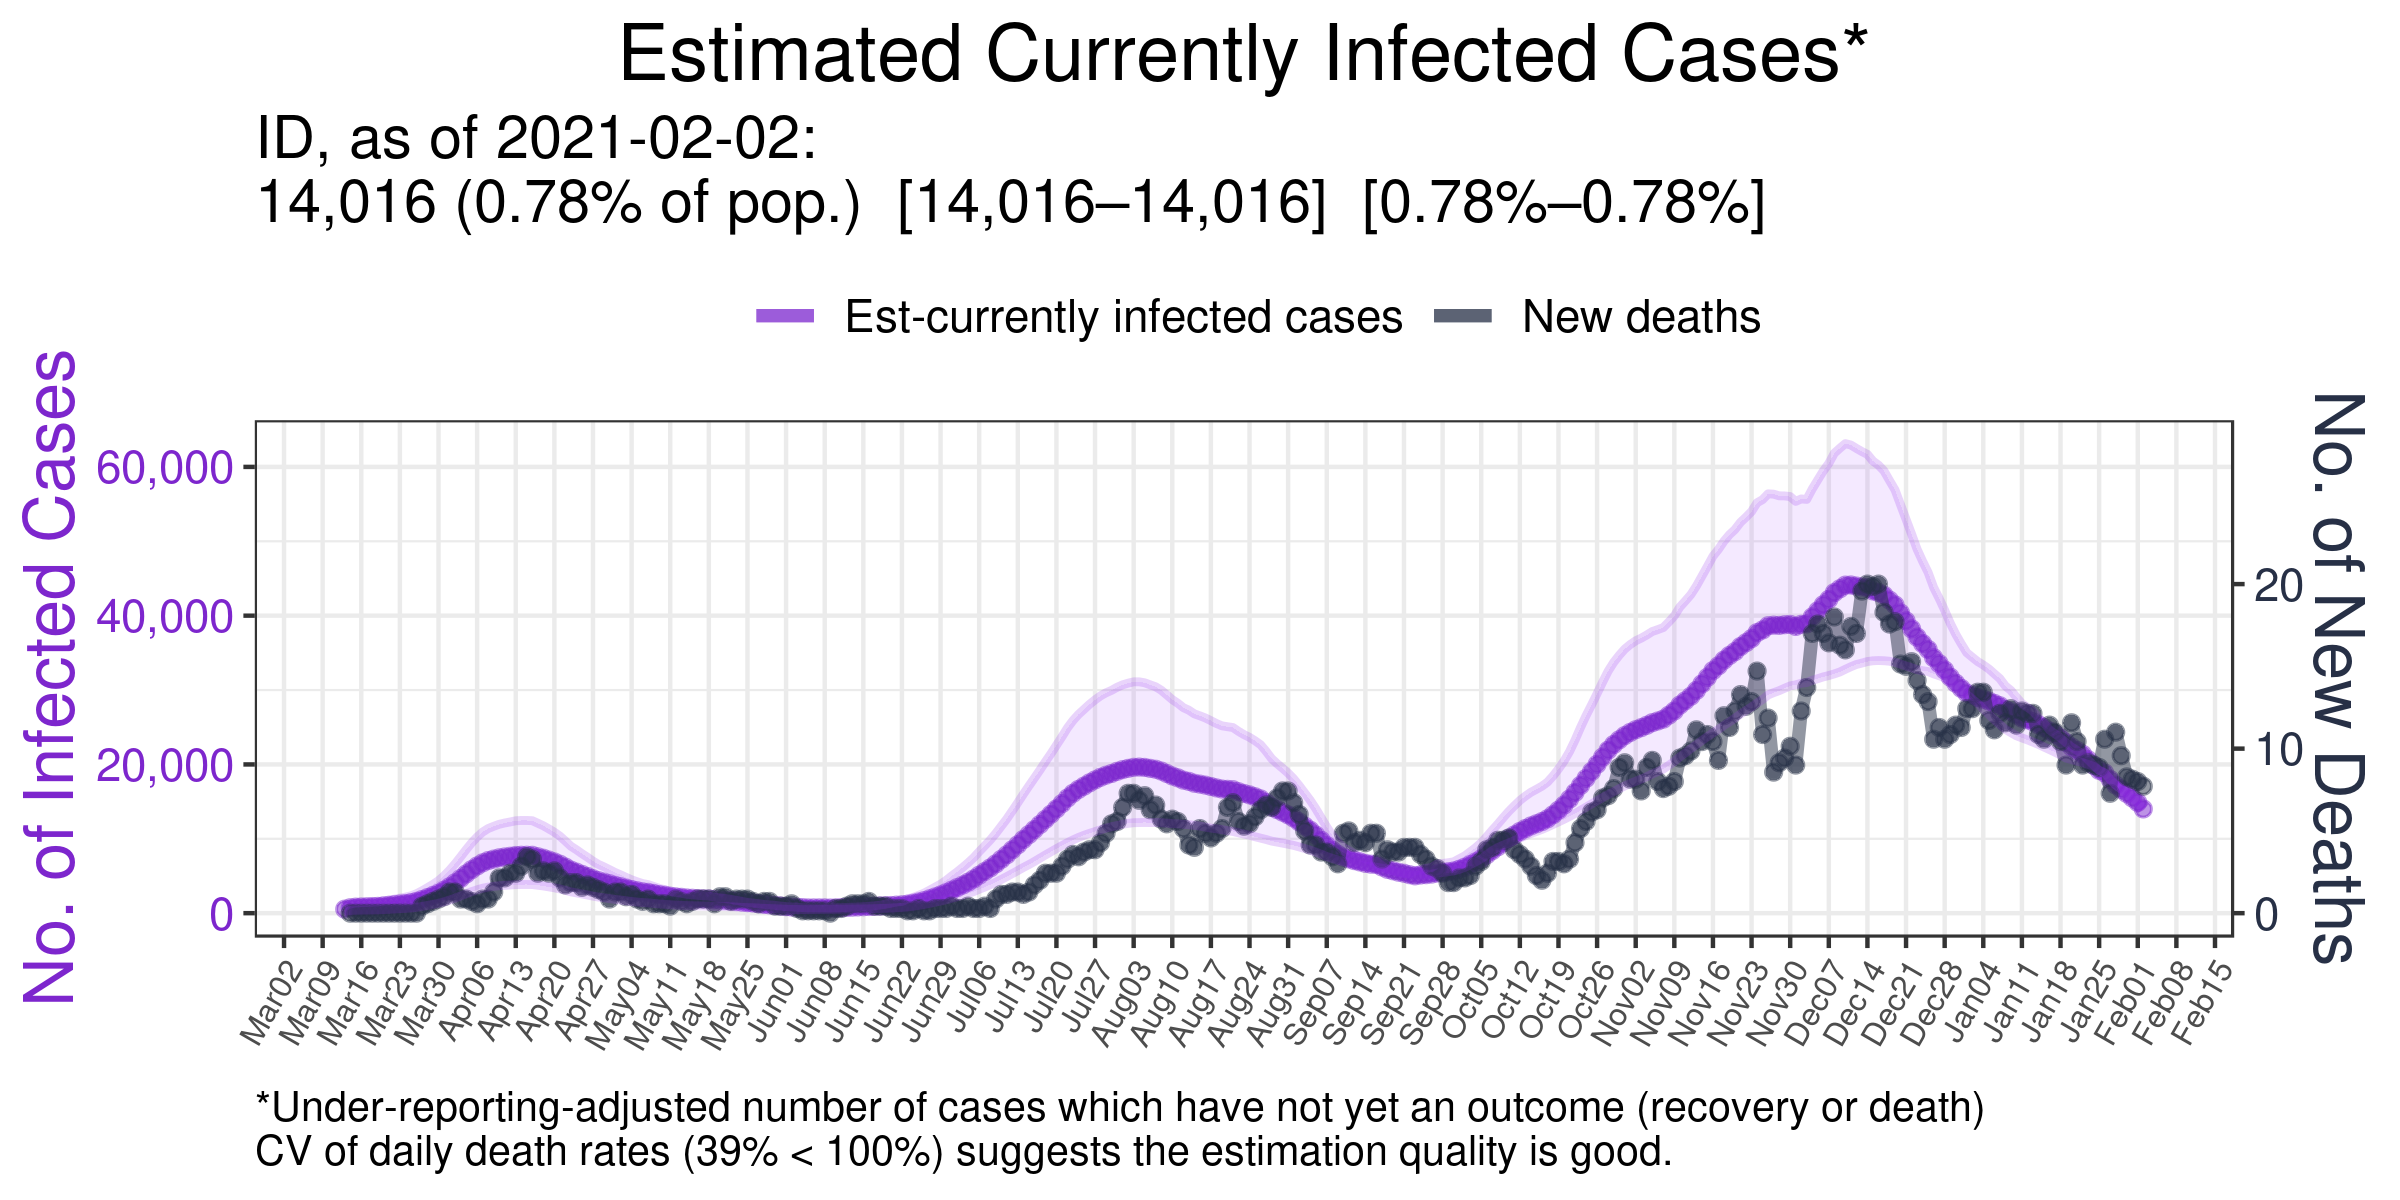 Estimated Currently Infected Cases*
ID, as of 2021-02-02:
14,016 (0.78% of pop.) [14,016–14,016] [0.78%–0.78%]
Est-currently infected cases
New deaths
No. of Infected Cases
60,000
40,000
20,000
0
20
10
0
No. of New Deaths
Mar02
Mar09
Mar16
Mar23
Mar30
Apr06
Apr13
Apr20
Apr27
May04
May11
May18
May25
Jun01
Jun08
Jun15
Jun22
Jun29
Jul06
Jul13
Jul20
Jul27
Aug03
Aug10
Aug17
Aug24
Aug31
Sep07
Sep14
Sep21
Sep28
Oct05
Oct12
Oct19
Oct26
Nov02
Nov09
Nov16
Nov23
Nov30
Dec07
Dec14
Dec21
Dec28
Jan04
Jan11
Jan18
Jan25
Feb01
Feb08
Feb15
*Under-reporting-adjusted number of cases which have not yet an outcome (recovery or death)
CV of daily death rates (39% < 100%) suggests the estimation quality is good.